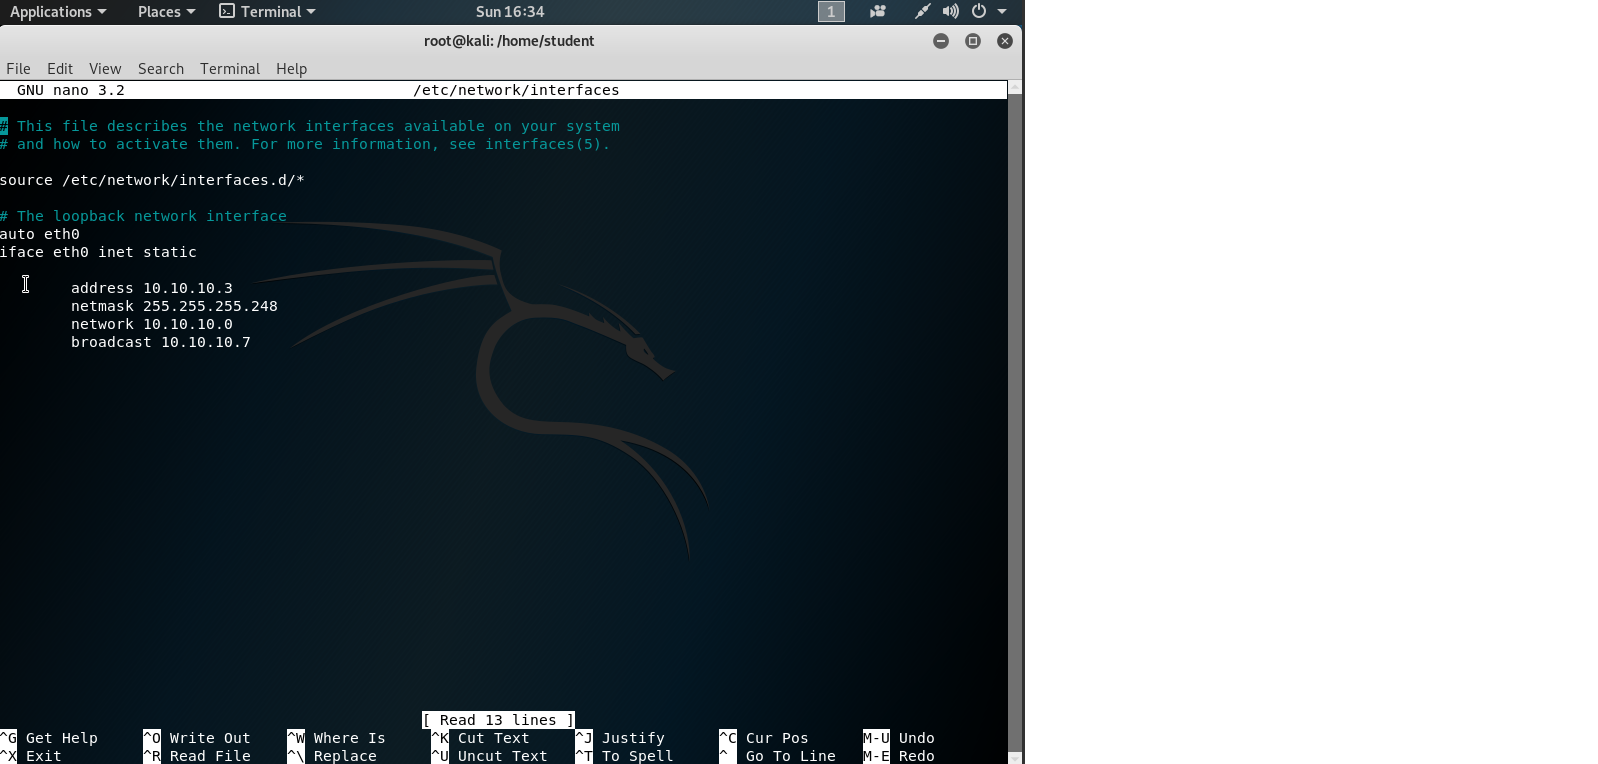 Applications Places Terminal Sun 16:34 1
root@kali: /home/student
File Edit View Search Terminal Help
GNU nano 3.2 /etc/network/interfaces
# This file describes the network interfaces available on your system
# and how to activate them. For more information, see interfaces(5).
source /etc/network/interfaces.d/*
# The loopback network interface
auto eth0
iface eth0 inet static
address 10.10.10.3
netmask 255.255.255.248
network 10.10.10.0
broadcast 10.10.10.7
[ Read 13 lines ]
^G Get Help ^O Write Out ^W Where Is ^K Cut Text ^J Justify ^C Cur Pos M-U Undo
^X Exit ^R Read File ^\ Replace ^U Uncut Text ^T To Spell ^_ Go To Line M-E Redo